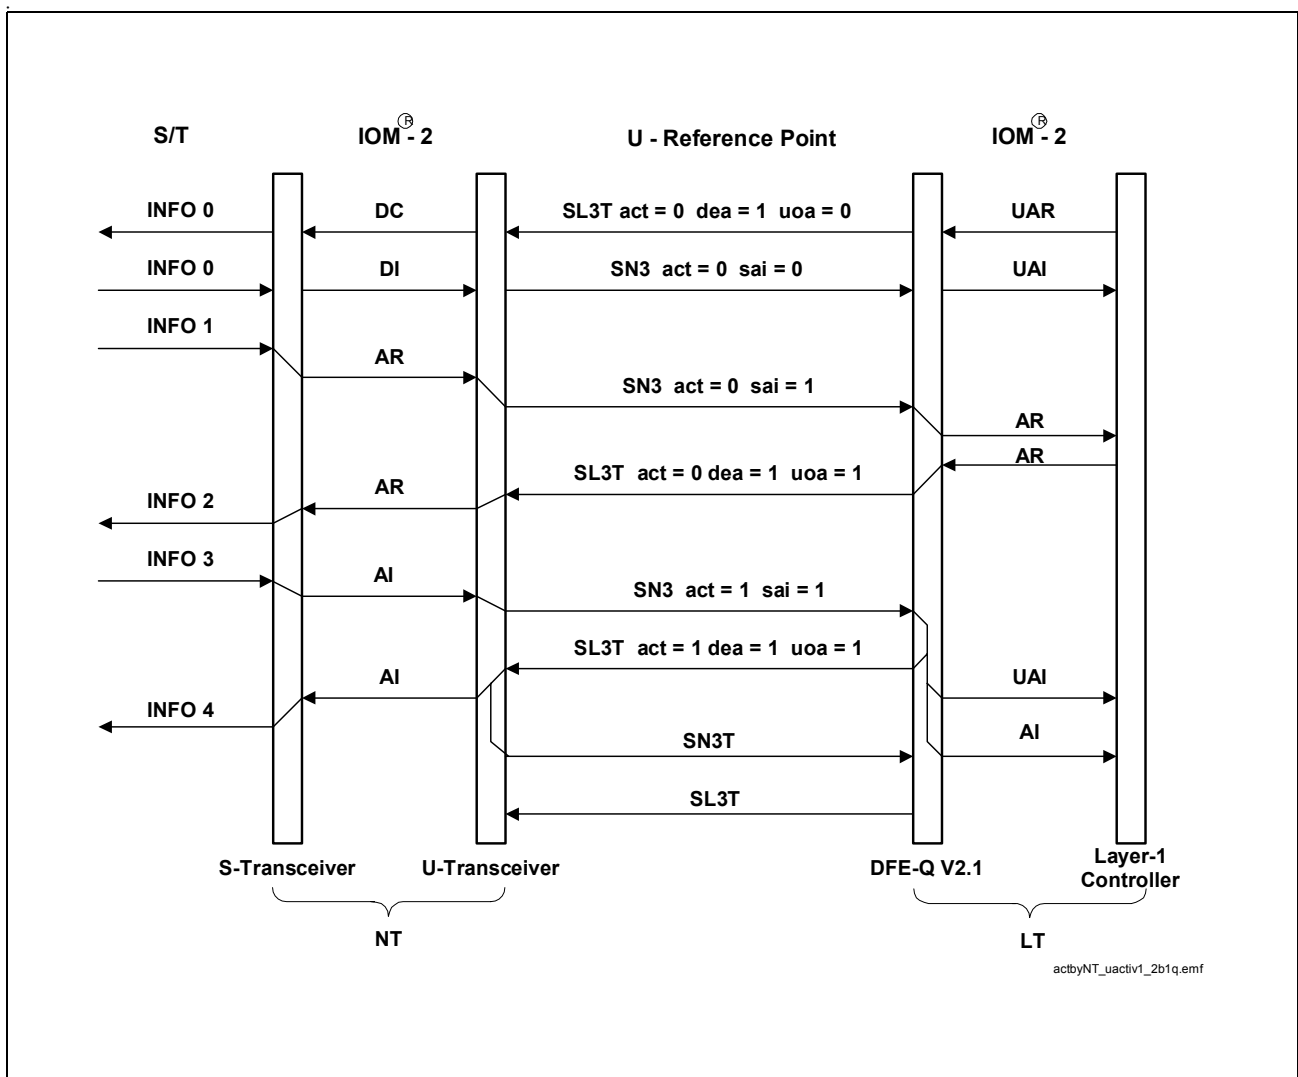 .
S/T IOM®- 2 U - Reference Point IOM®- 2
INFO 0 DC SL3T act = 0 dea = 1 uoa = 0 UAR
INFO 0 DI SN3 act = 0 sai = 0 UAI
INFO 1
AR
SN3 act = 0 sai = 1
AR
AR
SL3T act = 0 dea = 1 uoa = 1
AR
INFO 2
INFO 3
AI
SN3 act = 1 sai = 1
SL3T act = 1 dea = 1 uoa = 1
AI UAI
INFO 4
AI
SN3T
SL3T
S-Transceiver U-Transceiver DFE-Q V2.1 Layer-1
Controller
NT LT
actbyNT_uactiv1_2b1q.emf